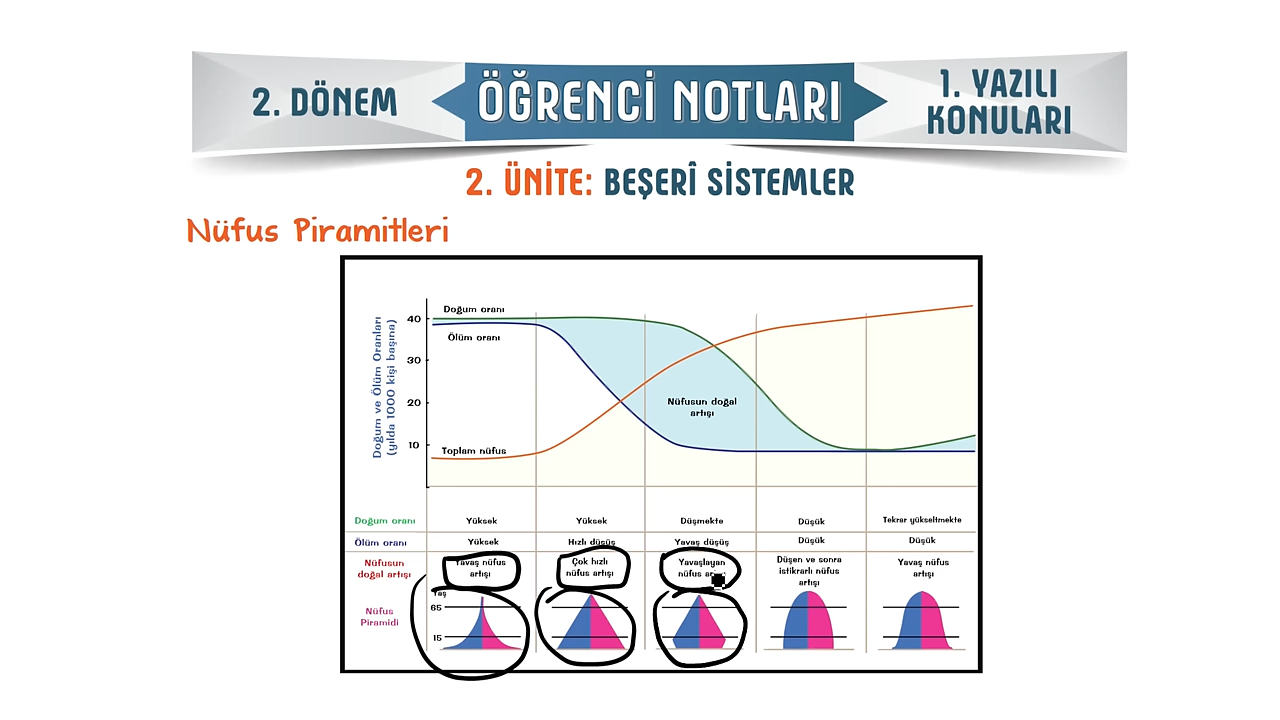 2. DÖNEM
ÖĞRENCİ NOTLARI
1. YAZILI
KONULARI
2. ÜNİTE: BEŞERÎ SİSTEMLER
Nüfus Piramitleri
Doğum ve Ölüm Oranları
(yılda 1000 kişi başına)
40
30
20
10
Doğum oranı
Ölüm oranı
Toplam nüfus
Nüfusun doğal
artışı
Doğum oranı
Yüksek
Yüksek
Düşmekte
Düşük
Tekrar yükseltmekte
Ölüm oranı
Yüksek
Hızlı düşüş
Yavaş düşüş
Düşük
Düşük
Nüfusun
doğal artışı
Yavaş nüfus
artışı
Çok hızlı
nüfus artışı
Yavaşlayan
nüfus
Düşen ve sonra
istikrarlı nüfus
artışı
Yavaş nüfus
artışı
Nüfus
Piramidi
Yaş
65
15